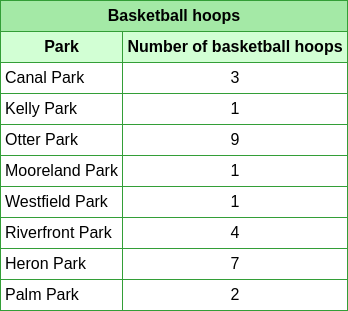 Basketball hoops
Park Number of basketball hoops
Canal Park 3
Kelly Park 1
Otter Park 9
Mooreland Park 1
Westfield Park 1
Riverfront Park 4
Heron Park 7
Palm Park 2